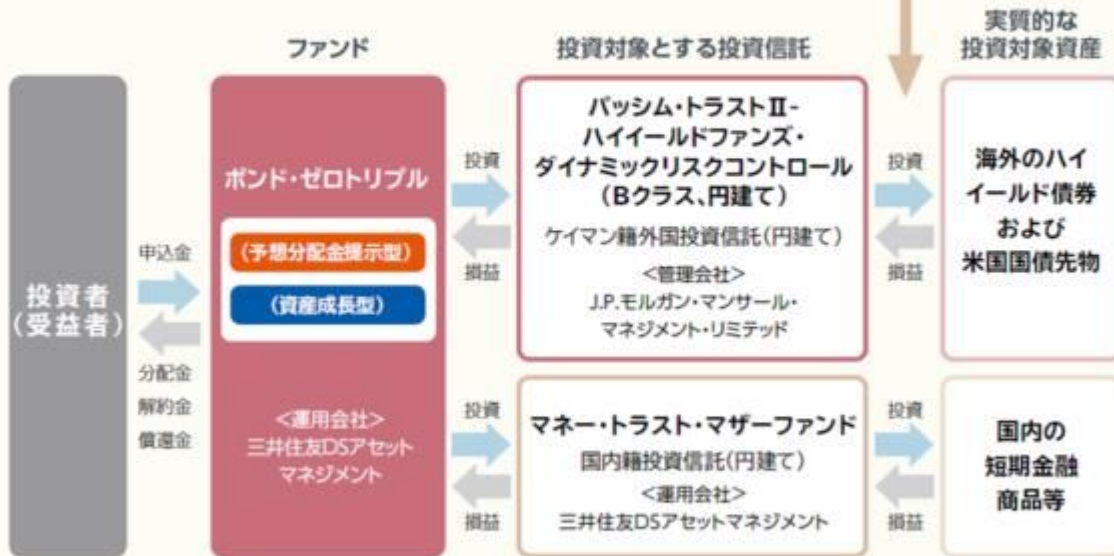 ファンド
投資対象とする投資信託
実質的な
投資対象資産
投資者
(受益者)
申込金
分配金
解約金
償還金
ボンド・ゼロトリプル
(予想分配金提示型)
(資産成長型)
<運用会社>
三井住友DSアセット
マネジメント
投資
損益
パッシム・トラストⅡ-
ハイイールドファンズ・
ダイナミックリスクコントロール
(Bクラス、円建て)
ケイマン籍外国投資信託(円建て)
<管理会社>
J.P.モルガン・マンサール・
マネジメント・リミテッド
投資
損益
海外のハイ
イールド債券
および
米国国債先物
投資
損益
マネー・トラスト・マザーファンド
国内籍投資信託(円建て)
<運用会社>
三井住友DSアセットマネジメント
投資
損益
国内の
短期金融
商品等